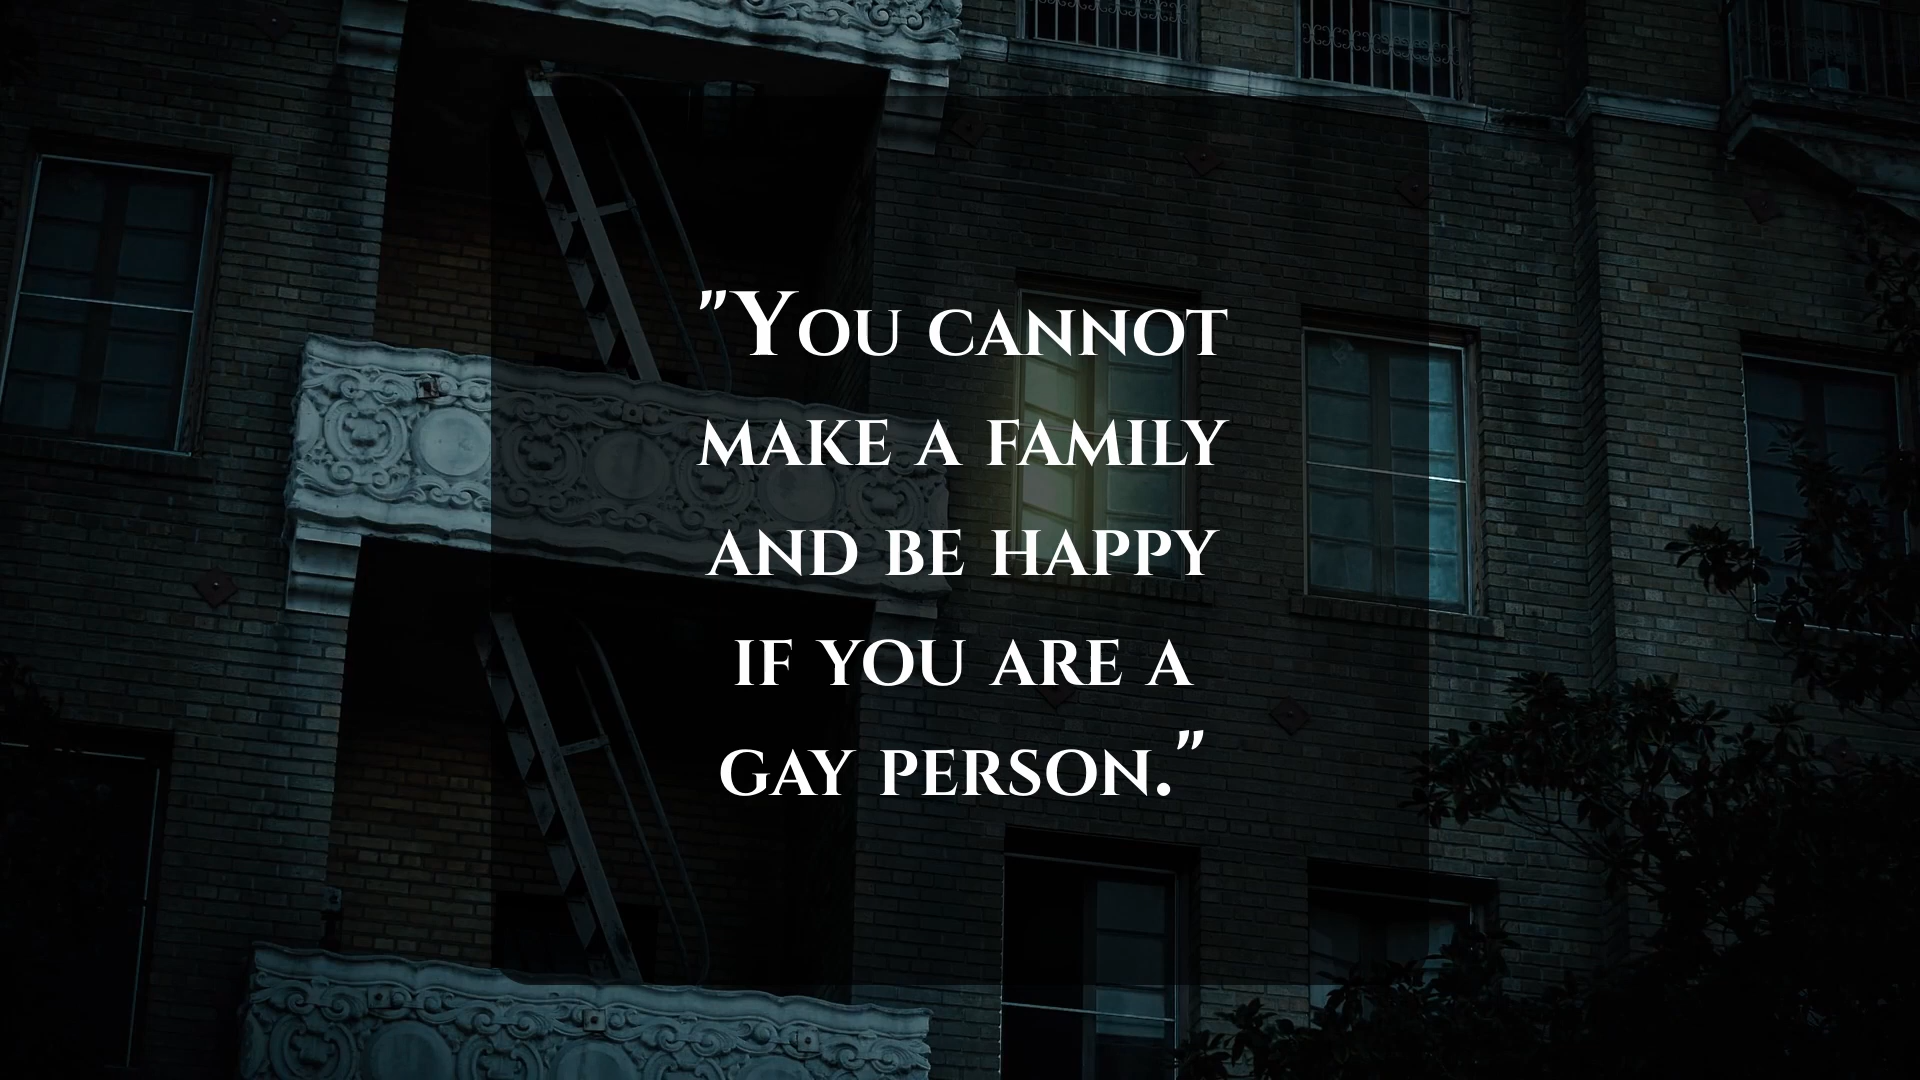 "You cannot
make a family
and be happy
if you are a
gay person."